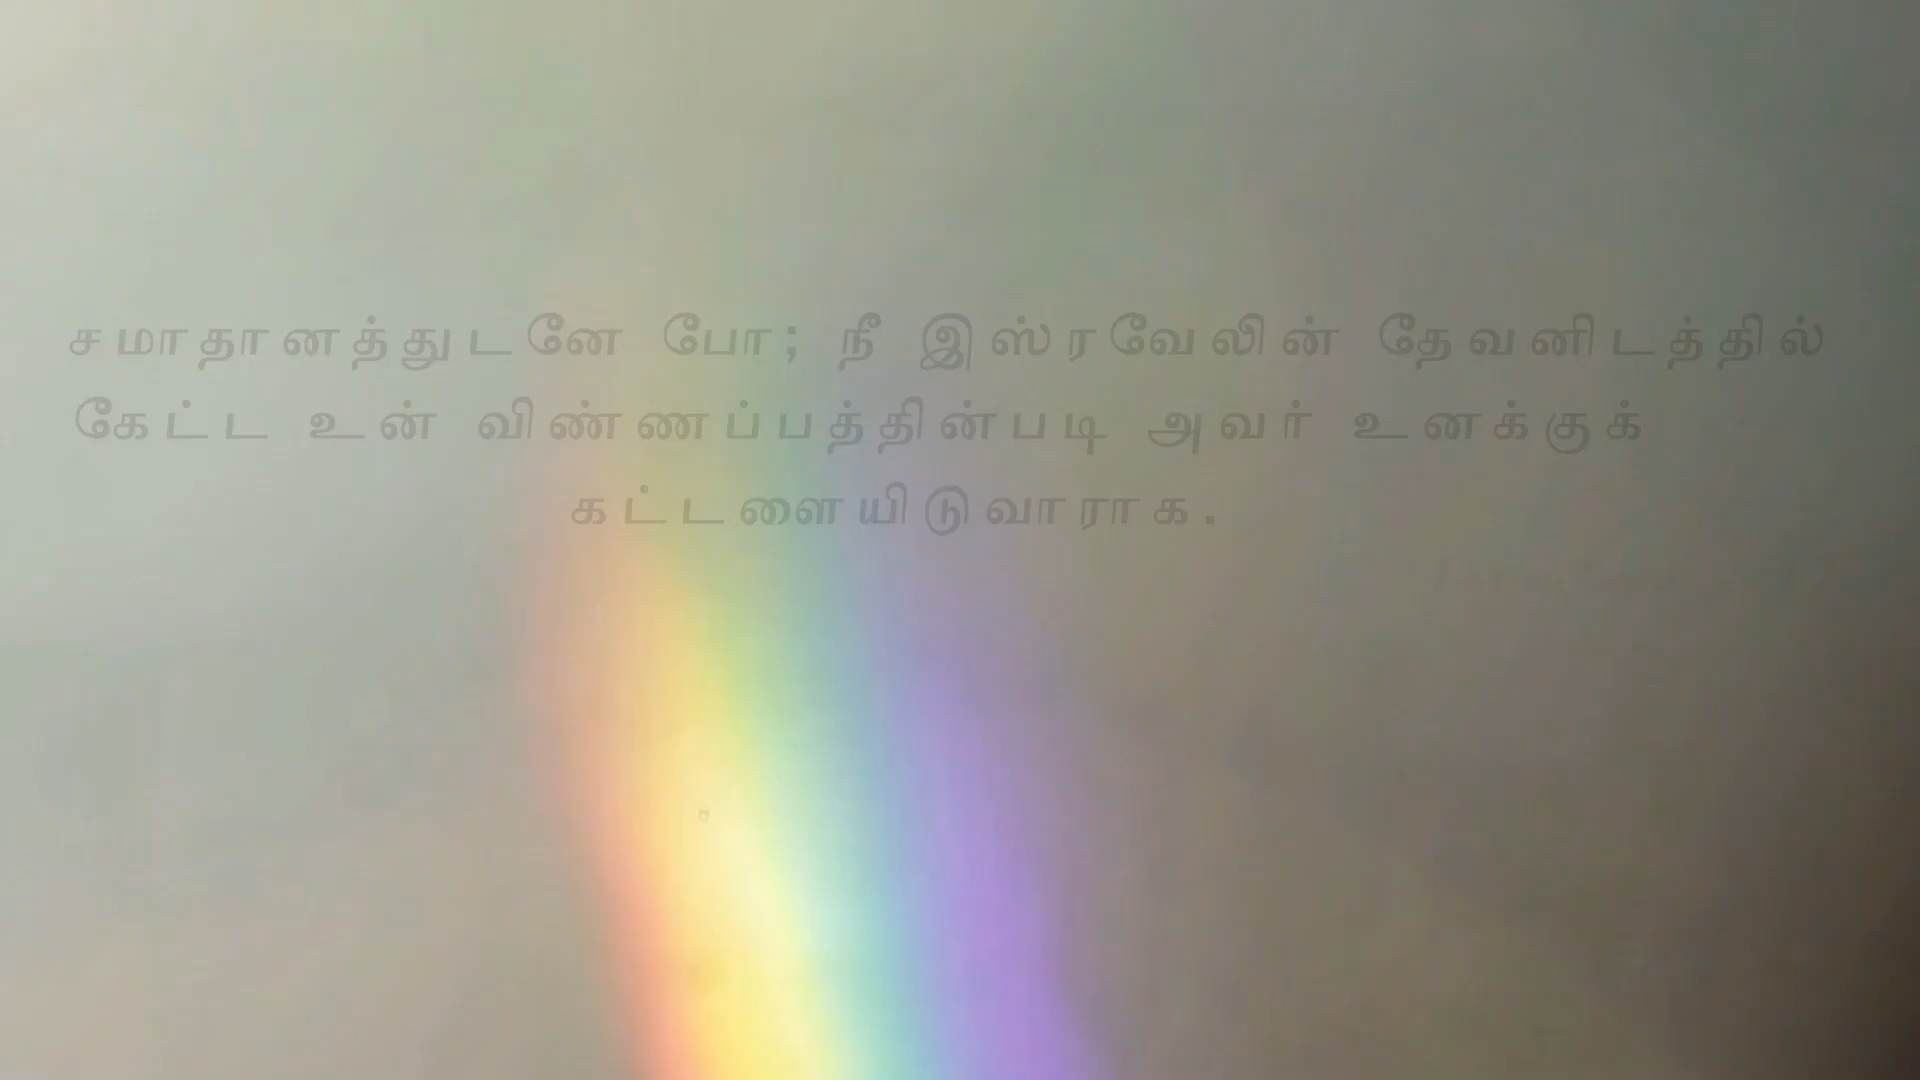 சமாதானத்துடனே போ; நீ இஸ்ரவேலின் தேவனிடத்தில்
கேட்ட உன் விண்ணப்பத்தின்படி அவர் உனக்குக்
கட்டளையிடுவாராக.